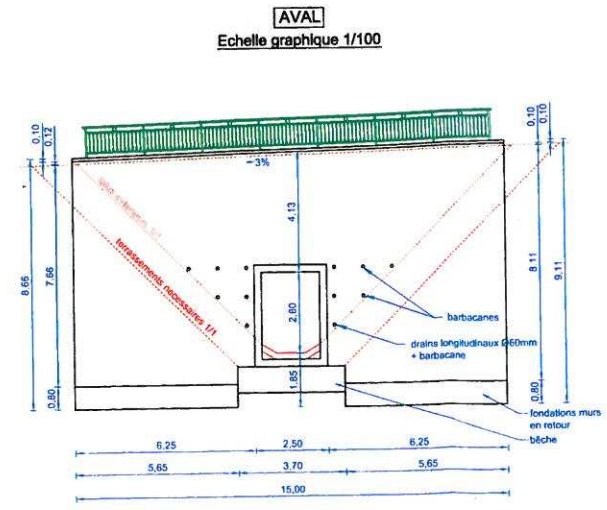 AVAL
Echelle graphique 1/100
0,10
0,12
0,10
0,10
~3%
4,13
terrassements necessaires 1/1
8,66
7,66
8,11
9,11
2,80
barbacanes
drains longitudinaux Ø60mm
+ barbacane
1,85
0,80
0,80
fondations murs
en retour
bêche
6,25
2,50
6,25
5,65
3,70
5,65
15,00